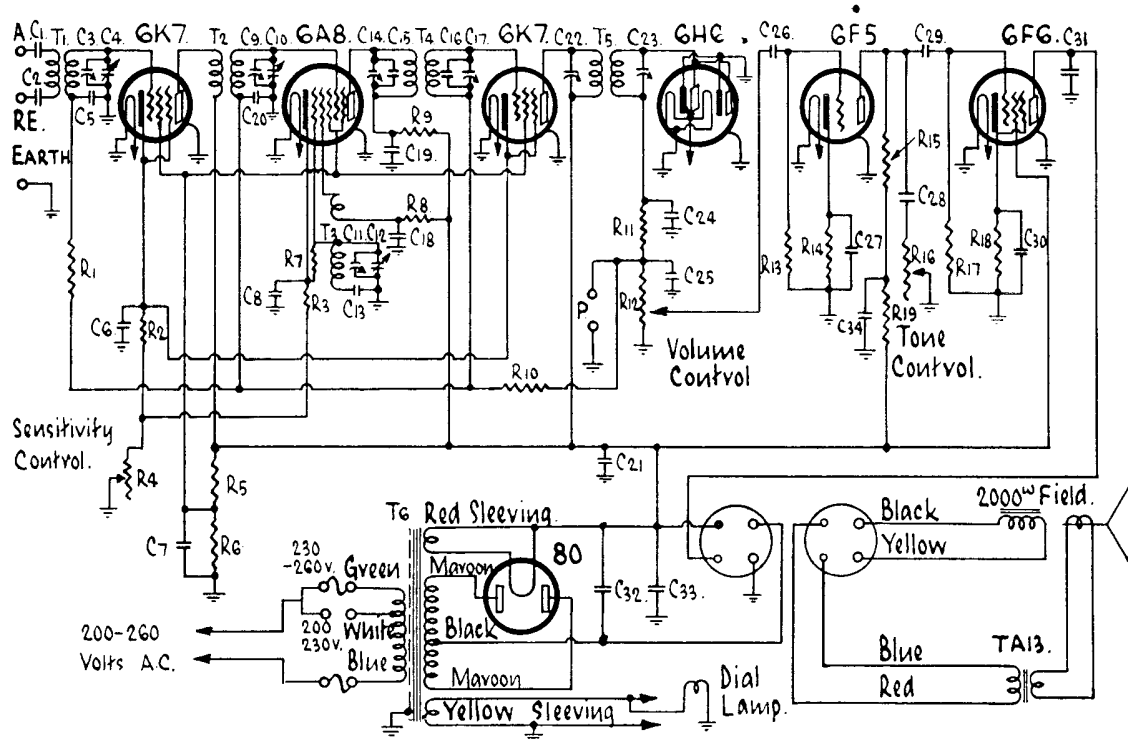 A. C1. T1. C3. C4. 6K7 T2. C9. C10. 6A8. C14. C15. T4 C16. C17. 6K7. C22. T5. C23. 6H6. C26. 6F5 C29. 6F6. C31
C2.
RE.
C5
C20.
EARTH
R9
C19.
R15
R8.
C18
C28
R1
T3 C11. C12
R7
C13
C8
R3
R11
C24
C25
P
R12
R13
R14
C27
R16
R17
R18
C30
C6
R2
C34
R19
Volume
Control
Tone
Control.
R10
Sensitivity
Control.
R4
R5
C21
C7
R6
T6 Red Sleeving.
80
2000ω Field.
Black
Yellow
230
-260v.
Green
Maroon
C32
C33.
200
230v.
White
Black
200-260
Volts A.C.
Blue
Maroon
Blue
Red
TA13.
Dial
Lamp.
Yellow Sleeving